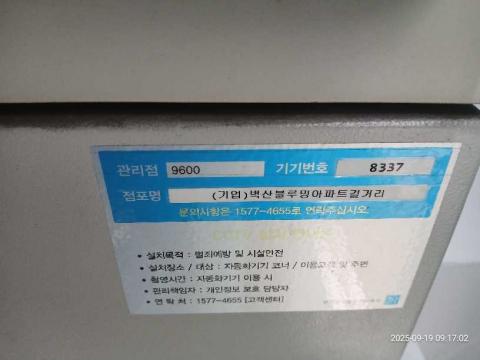 관리점 9600 기기번호 8337
점포명 (기업)벽산블루밍아파트길거리
문의사항은 1577-4655로 연락주십시오.
• 설치목적 : 범죄예방 및 시설안전
• 설치장소 / 대상 : 자동화기기 코너 / 이용고객 및 주변
• 촬영시간 : 자동화기기 이용 시
• 관리책임자 : 개인정보 보호 담당자
• 연 락 처 : 1577-4655 [고객센터]
2025-09-19 09:17:02